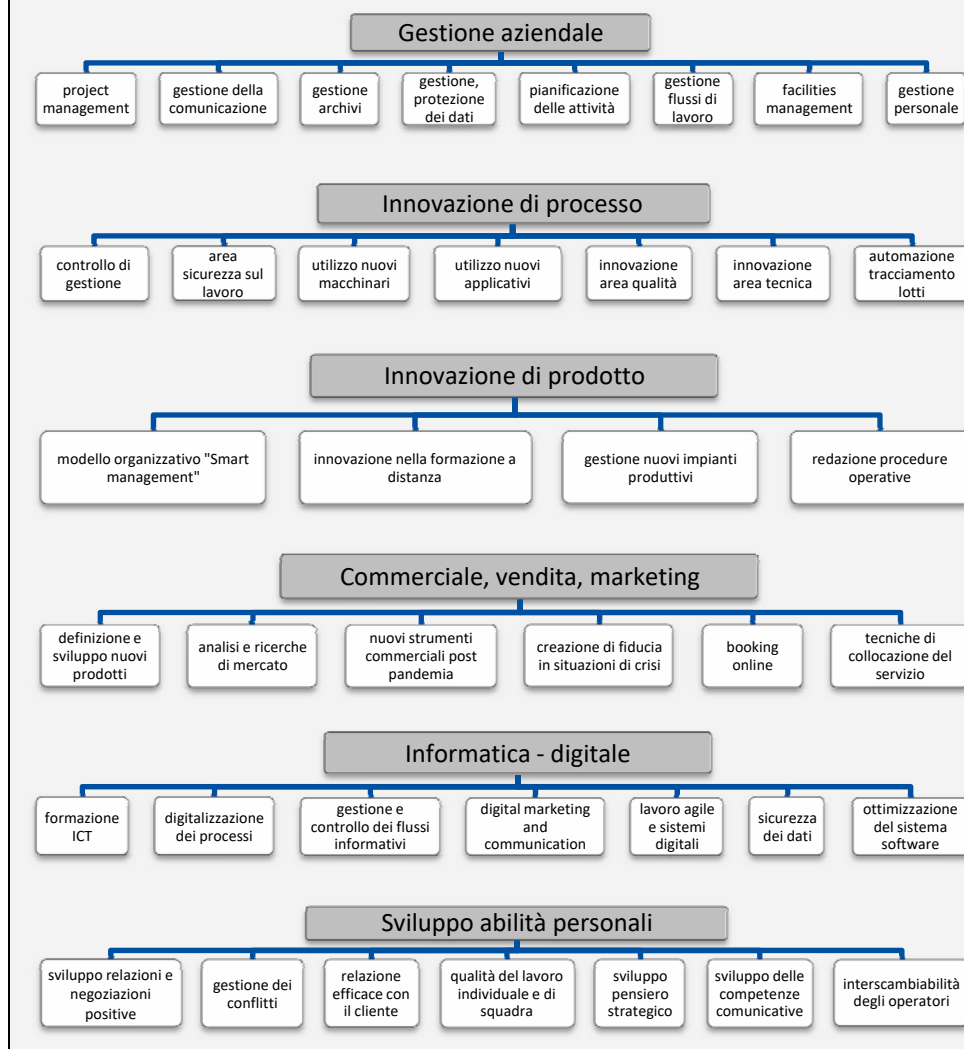 Gestione aziendale
project
management
gestione della
comunicazione
gestione
archivi
gestione,
protezione
dei dati
pianificazione
delle attività
gestione
flussi di
lavoro
facilities
management
gestione
personale
Innovazione di processo
controllo di
gestione
area
sicurezza sul
lavoro
utilizzo nuovi
macchinari
utilizzo nuovi
applicativi
innovazione
area qualità
innovazione
area tecnica
automazione
tracciamento
lotti
Innovazione di prodotto
modello organizzativo "Smart
management"
innovazione nella formazione a
distanza
gestione nuovi impianti
produttivi
redazione procedure
operative
Commerciale, vendita, marketing
definizione e
sviluppo nuovi
prodotti
analisi e ricerche
di mercato
nuovi strumenti
commerciali post
pandemia
creazione di fiducia
in situazioni di crisi
booking
online
tecniche di
collocazione del
servizio
Informatica - digitale
formazione
ICT
digitalizzazione
dei processi
gestione e
controllo dei flussi
informativi
digital marketing
and
communication
lavoro agile
e sistemi
digitali
sicurezza
dei dati
ottimizzazione
del sistema
software
Sviluppo abilità personali
sviluppo relazioni e
negoziazioni
positive
gestione dei
conflitti
relazione
efficace con
il cliente
qualità del lavoro
individuale e di
squadra
sviluppo
pensiero
strategico
sviluppo delle
competenze
comunicative
interscambiabilità
degli operatori